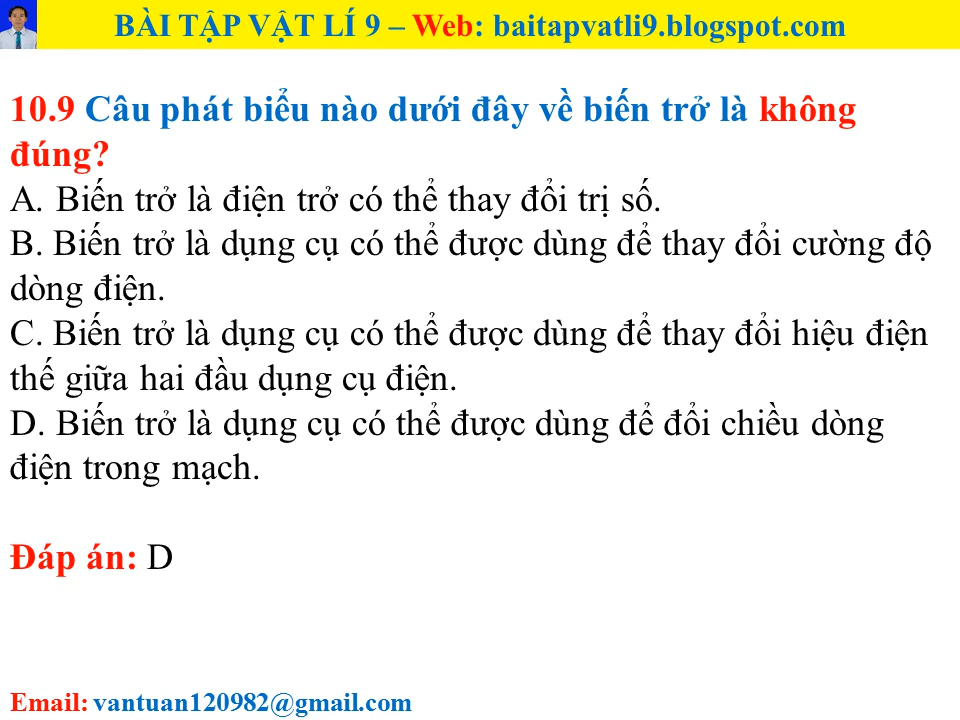 BÀI TẬP VẬT LÍ 9 – Web: baitapvatli9.blogspot.com
10.9 Câu phát biểu nào dưới đây về biến trở là không
đúng?
A. Biến trở là điện trở có thể thay đổi trị số.
B. Biến trở là dụng cụ có thể được dùng để thay đổi cường độ
dòng điện.
C. Biến trở là dụng cụ có thể được dùng để thay đổi hiệu điện
thế giữa hai đầu dụng cụ điện.
D. Biến trở là dụng cụ có thể được dùng để đổi chiều dòng
điện trong mạch.
Đáp án: D
Email: vantuan120982@gmail.com